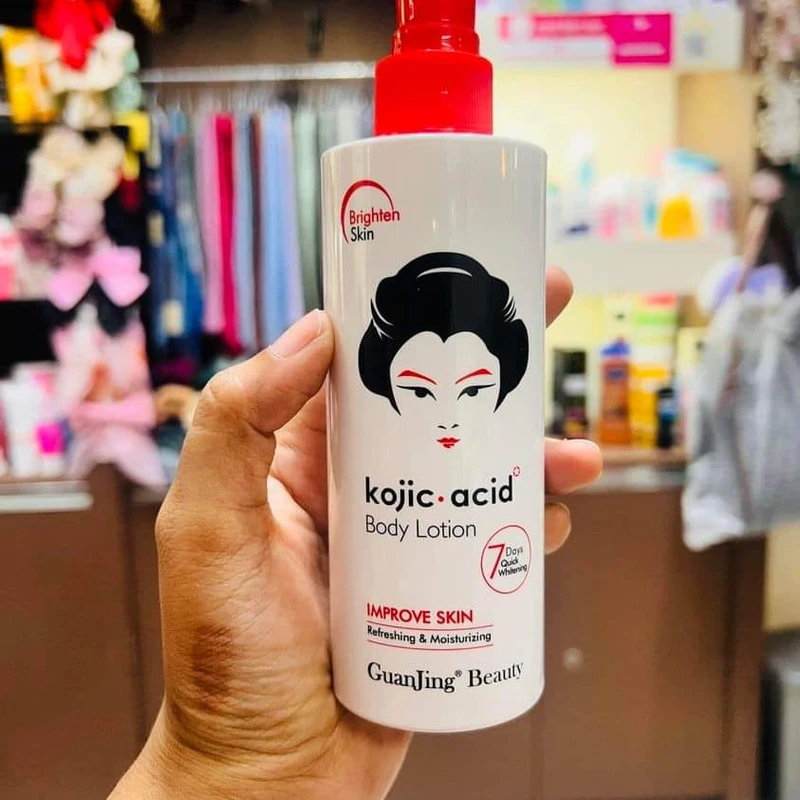 Brighten
Skin
kojic·acid
Body Lotion
7 Days
Quick
Whitening
IMPROVE SKIN
Refreshing & Moisturizing
GuanJing® Beauty